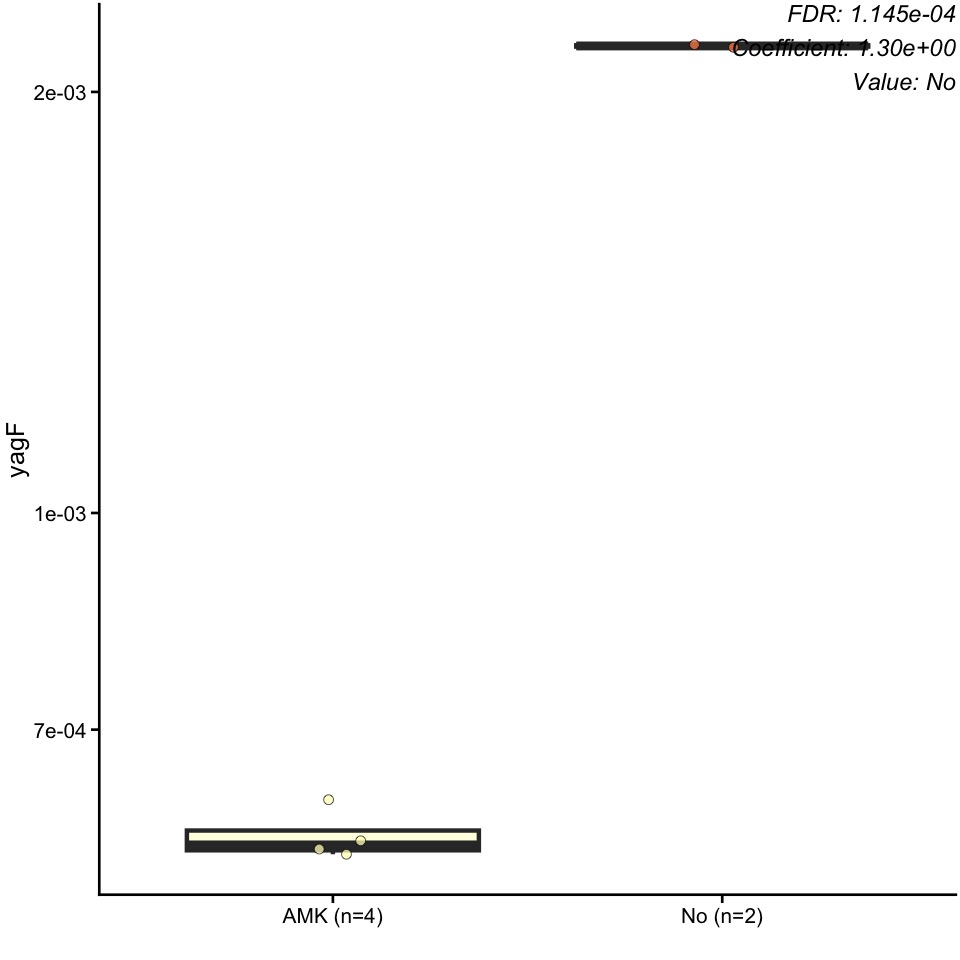 FDR: 1.145e-04
Coefficient: 1.30e+00
Value: No
2e-03
1e-03
7e-04
yagF
AMK (n=4)
No (n=2)